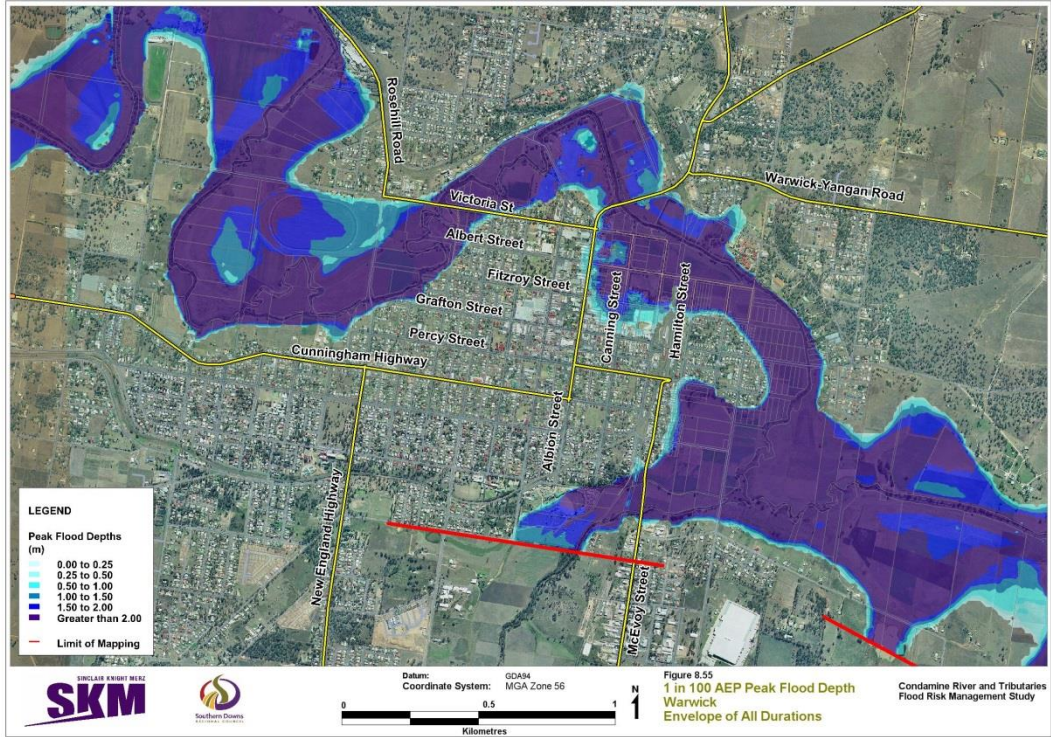 Rosehill Road
Warwick-Yangan Road
Victoria St
Albert Street
Fitzroy Street
Grafton Street
Percy Street
Canning Street
Hamilton Street
Cunningham Highway
Albion Street
New England Highway
McEvoy Street
LEGEND
Peak Flood Depths
(m)
0.00 to 0.25
0.25 to 0.50
0.50 to 1.00
1.00 to 1.50
1.50 to 2.00
Greater than 2.00
Limit of Mapping
SINCLAIR KNIGHT MERZ
SKM
Southern Downs
REGIONAL COUNCIL
Datum: GDA94
Coordinate System: MGA Zone 56
0 0.5 1
Kilometres
N
Figure 8.55
1 in 100 AEP Peak Flood Depth
Warwick
Envelope of All Durations
Condamine River and Tributaries
Flood Risk Management Study